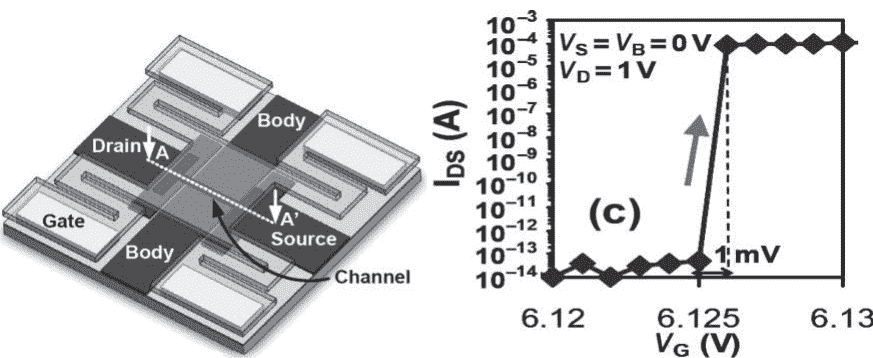 Drain
A
Body
Gate
A'
Source
Body
Channel
I_DS (A)
10⁻³
10⁻⁴
10⁻⁵
10⁻⁶
10⁻⁷
10⁻⁸
10⁻⁹
10⁻¹⁰
10⁻¹¹
10⁻¹²
10⁻¹³
10⁻¹⁴
V_S = V_B = 0 V
V_D = 1 V
(c)
1 mV
6.12 6.125 6.13
V_G (V)